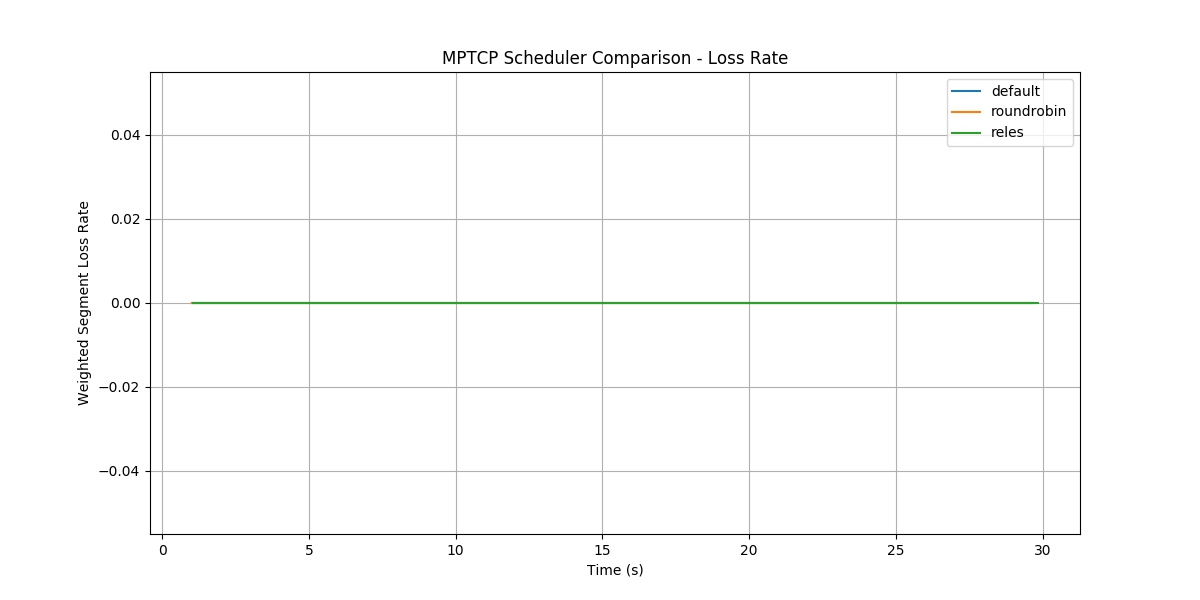 MPTCP Scheduler Comparison - Loss Rate
default
roundrobin
reles
Weighted Segment Loss Rate
0.04
0.02
0.00
−0.02
−0.04
0 5 10 15 20 25 30
Time (s)